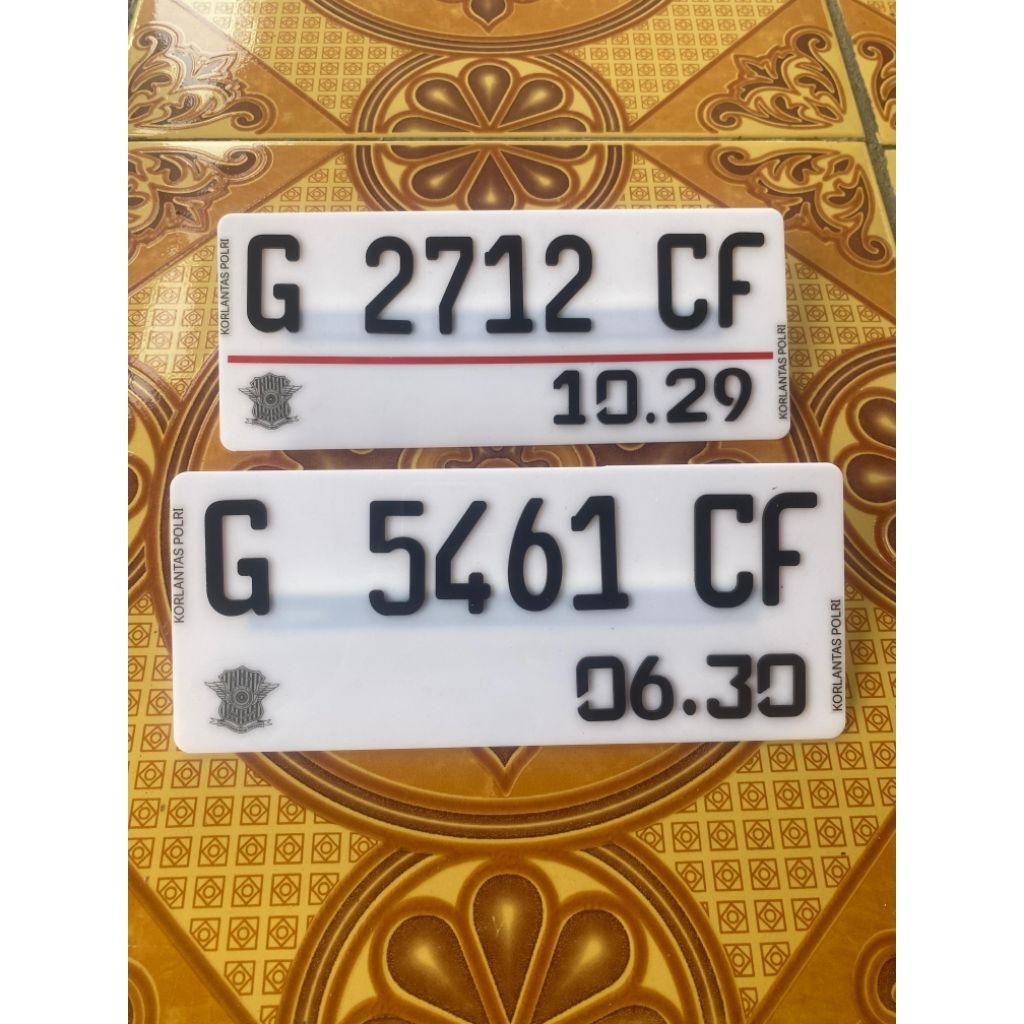 G 2712 CF
KORLANTAS POLRI
KORLANTAS POLRI
10.29
G 5461 CF
KORLANTAS POLRI
KORLANTAS POLRI
06.30